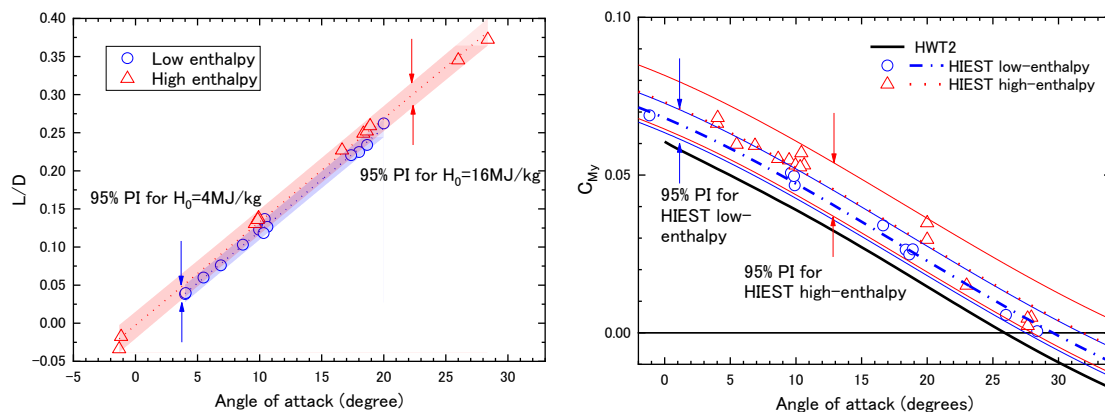 L/D
0.40
0.35
0.30
0.25
0.20
0.15
0.10
0.05
0.00
-0.05
-5
0
5
10
15
20
25
30
Angle of attack (degree)
Low enthalpy
High enthalpy
95% PI for H₀=4MJ/kg
95% PI for H₀=16MJ/kg
C_My
0.10
0.05
0.00
0
5
10
15
20
25
30
Angle of attack (degrees)
HWT2
HIEST low-enthalpy
HIEST high-enthalpy
95% PI for
HIEST low-
enthalpy
95% PI for
HIEST high-enthalpy